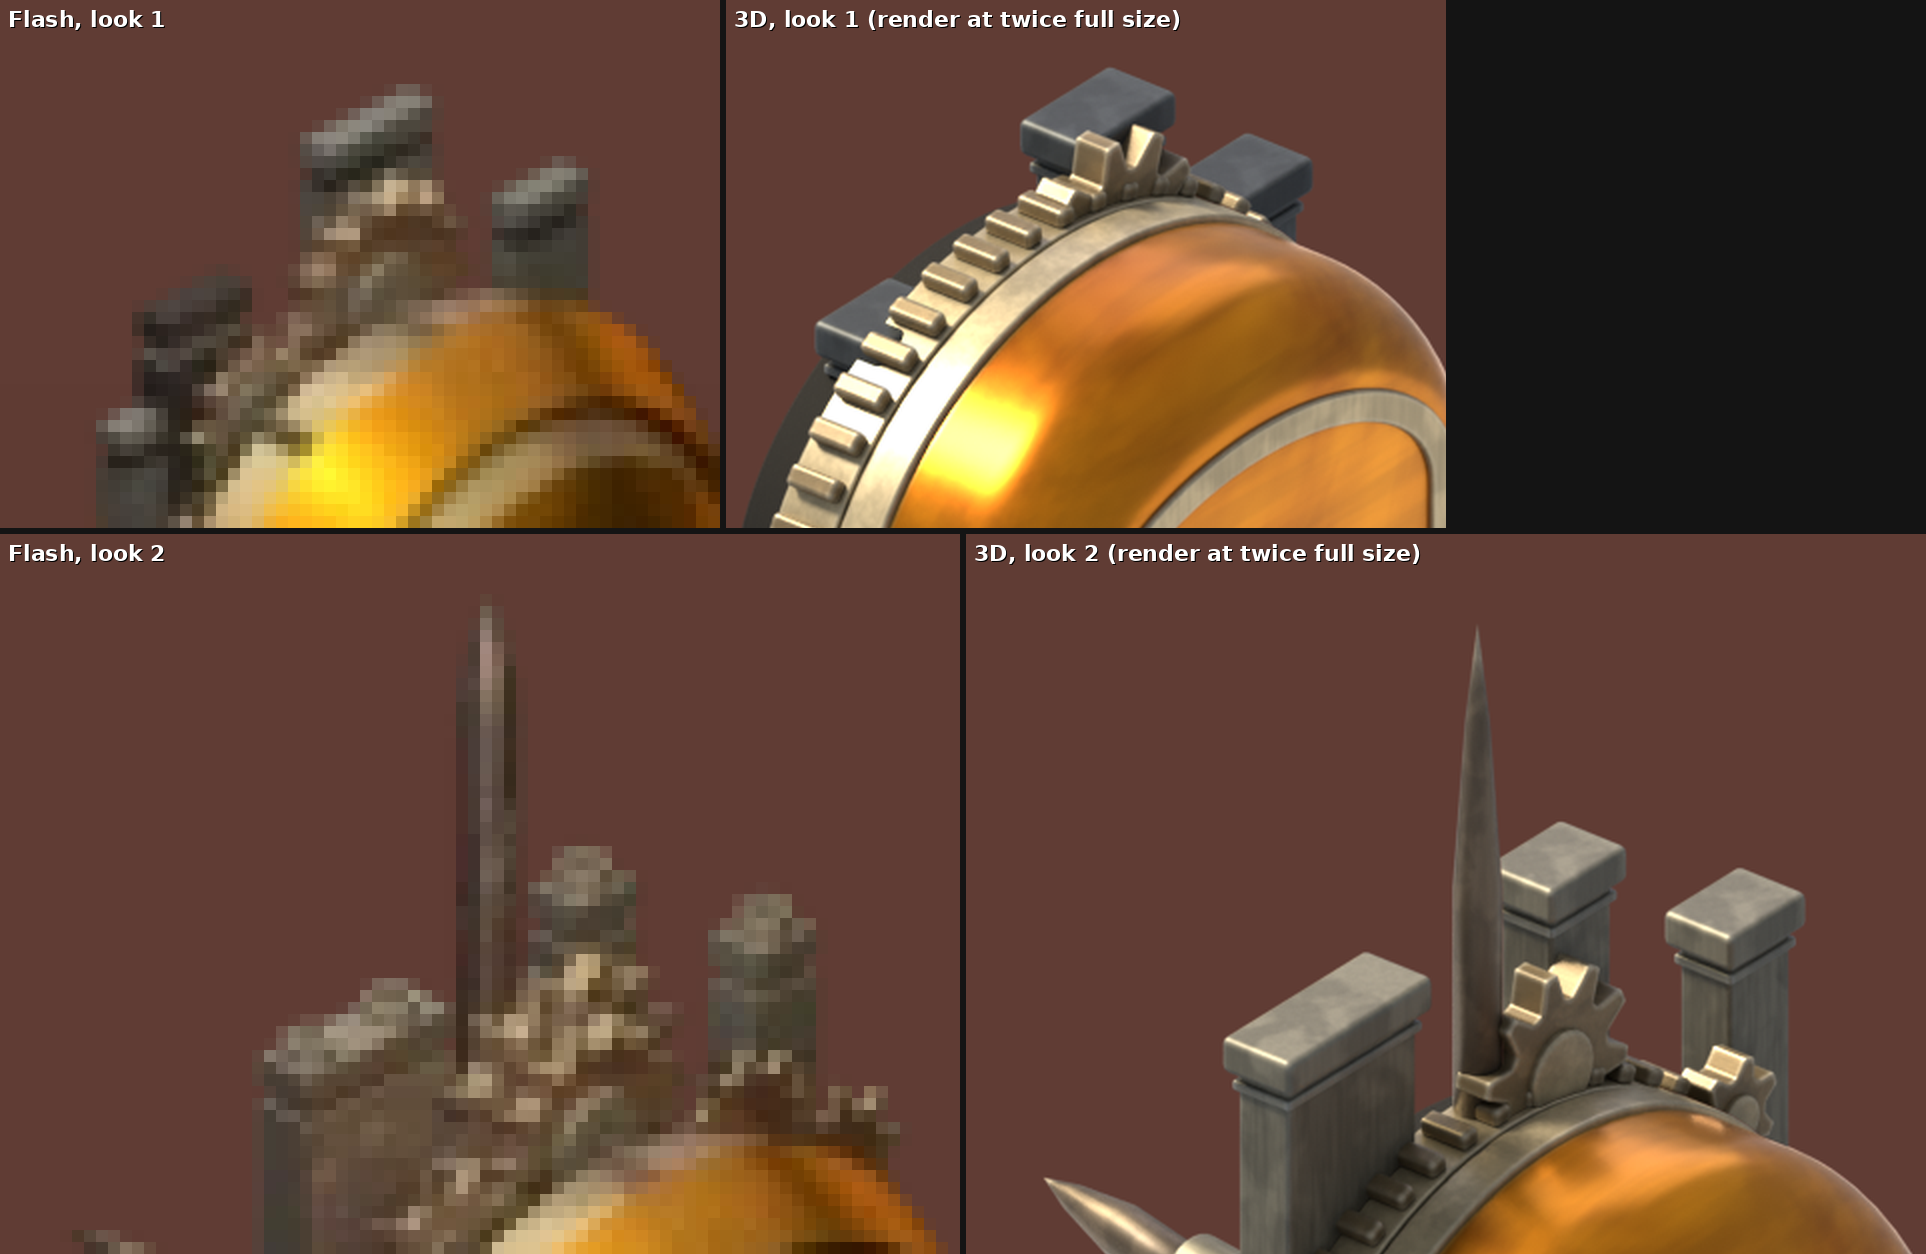 Flash, look 1
3D, look 1 (render at twice full size)
Flash, look 2
3D, look 2 (render at twice full size)